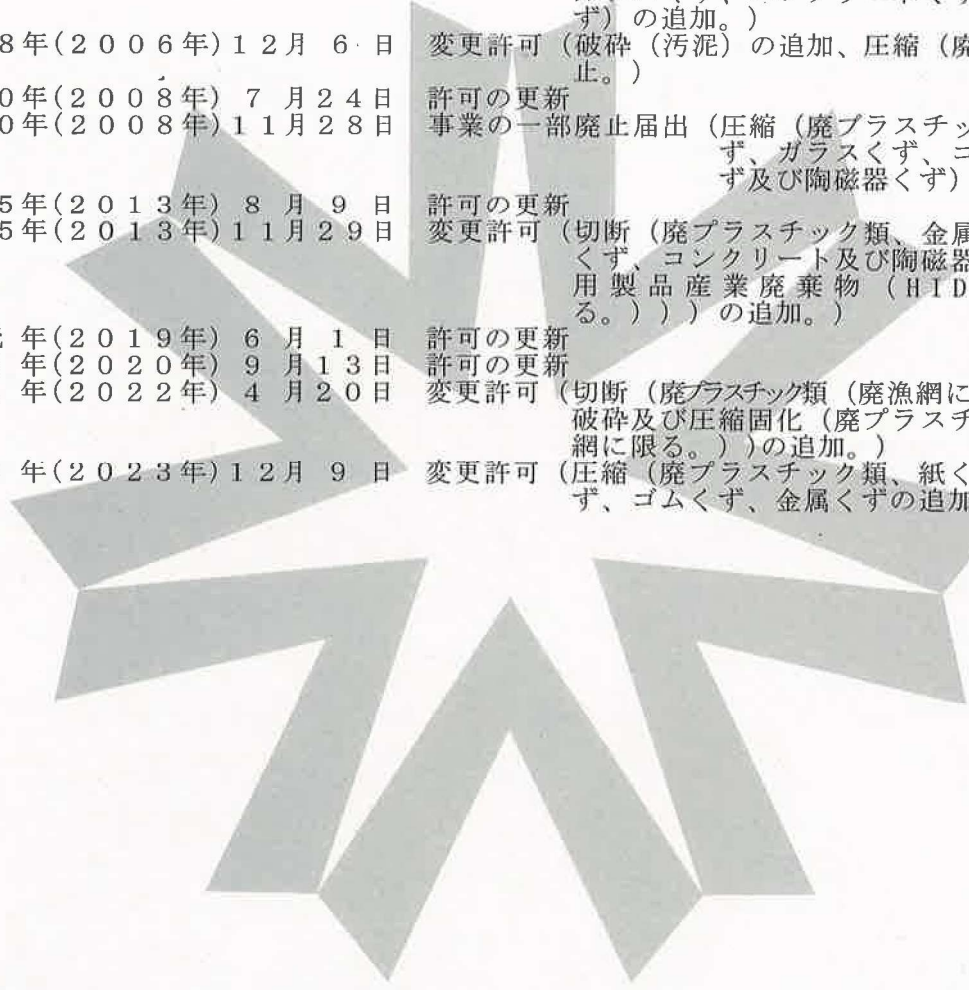 ず）の追加。）
8年(２００６年)１２月 ６ 日 変更許可（破砕（汚泥）の追加、圧縮（廃
止。）
0年(２００８年) ７ 月２４日 許可の更新
0年(２００８年)１１月２８日 事業の一部廃止届出（圧縮（廃プラスチッ
ず、ガラスくず、コ
ず及び陶磁器くず）
5年(２０１３年) ８ 月 ９ 日 許可の更新
5年(２０１３年)１１月２９日 変更許可（切断（廃プラスチック類、金属
くず、コンクリート及び陶磁器
用製品産業廃棄物（ＨＩＤ
る。）））の追加。）
年(２０１９年) ６ 月 １ 日 許可の更新
年(２０２０年) ９ 月１３日 許可の更新
年(２０２２年) ４ 月２０日 変更許可（切断（廃プラスチック類（廃漁網に
破砕及び圧縮固化（廃プラスチ
網に限る。））の追加。）
年(２０２３年)１２月 ９ 日 変更許可（圧縮（廃プラスチック類、紙く
ず、ゴムくず、金属くずの追加